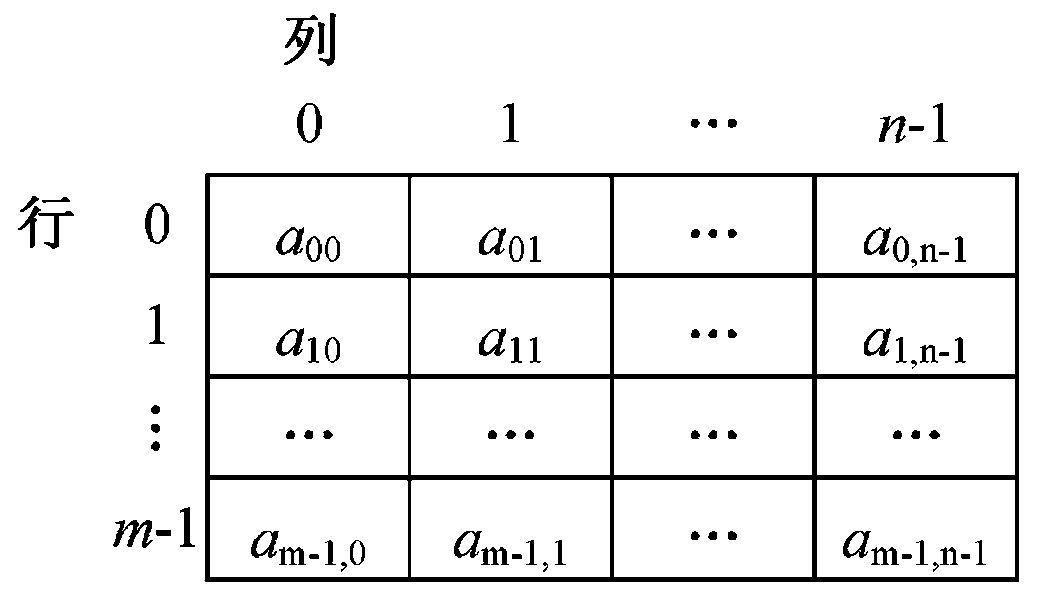 列
0 1 ··· n-1
行 0 a00 a01 ··· a0,n-1
1 a10 a11 ··· a1,n-1
⋮ ··· ··· ··· ···
m-1 am-1,0 am-1,1 ··· am-1,n-1